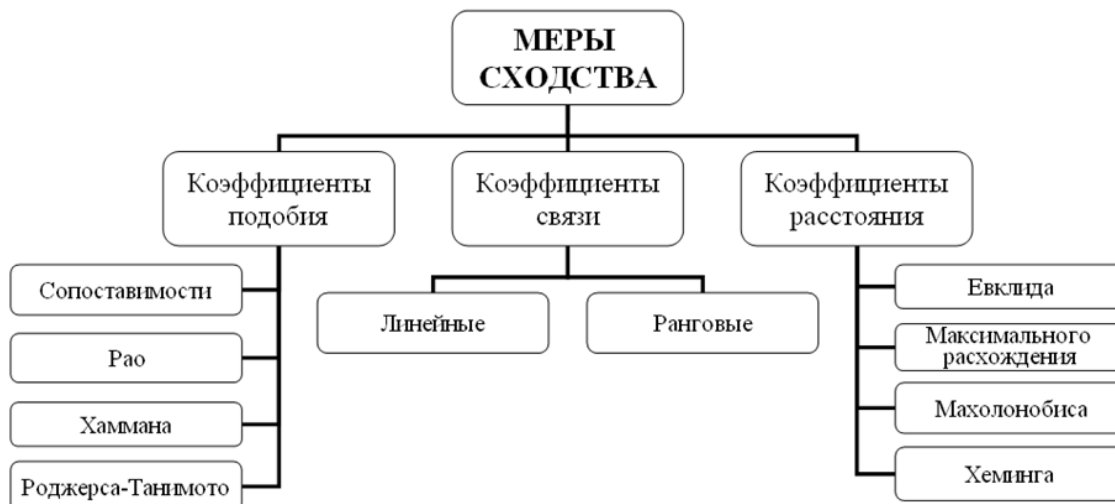 МЕРЫ
СХОДСТВА
Коэффициенты
подобия
Коэффициенты
связи
Коэффициенты
расстояния
Сопоставимости
Рао
Хаммана
Роджерса-Танимото
Линейные
Ранговые
Евклида
Максимального
расхождения
Махолонобиса
Хеминга